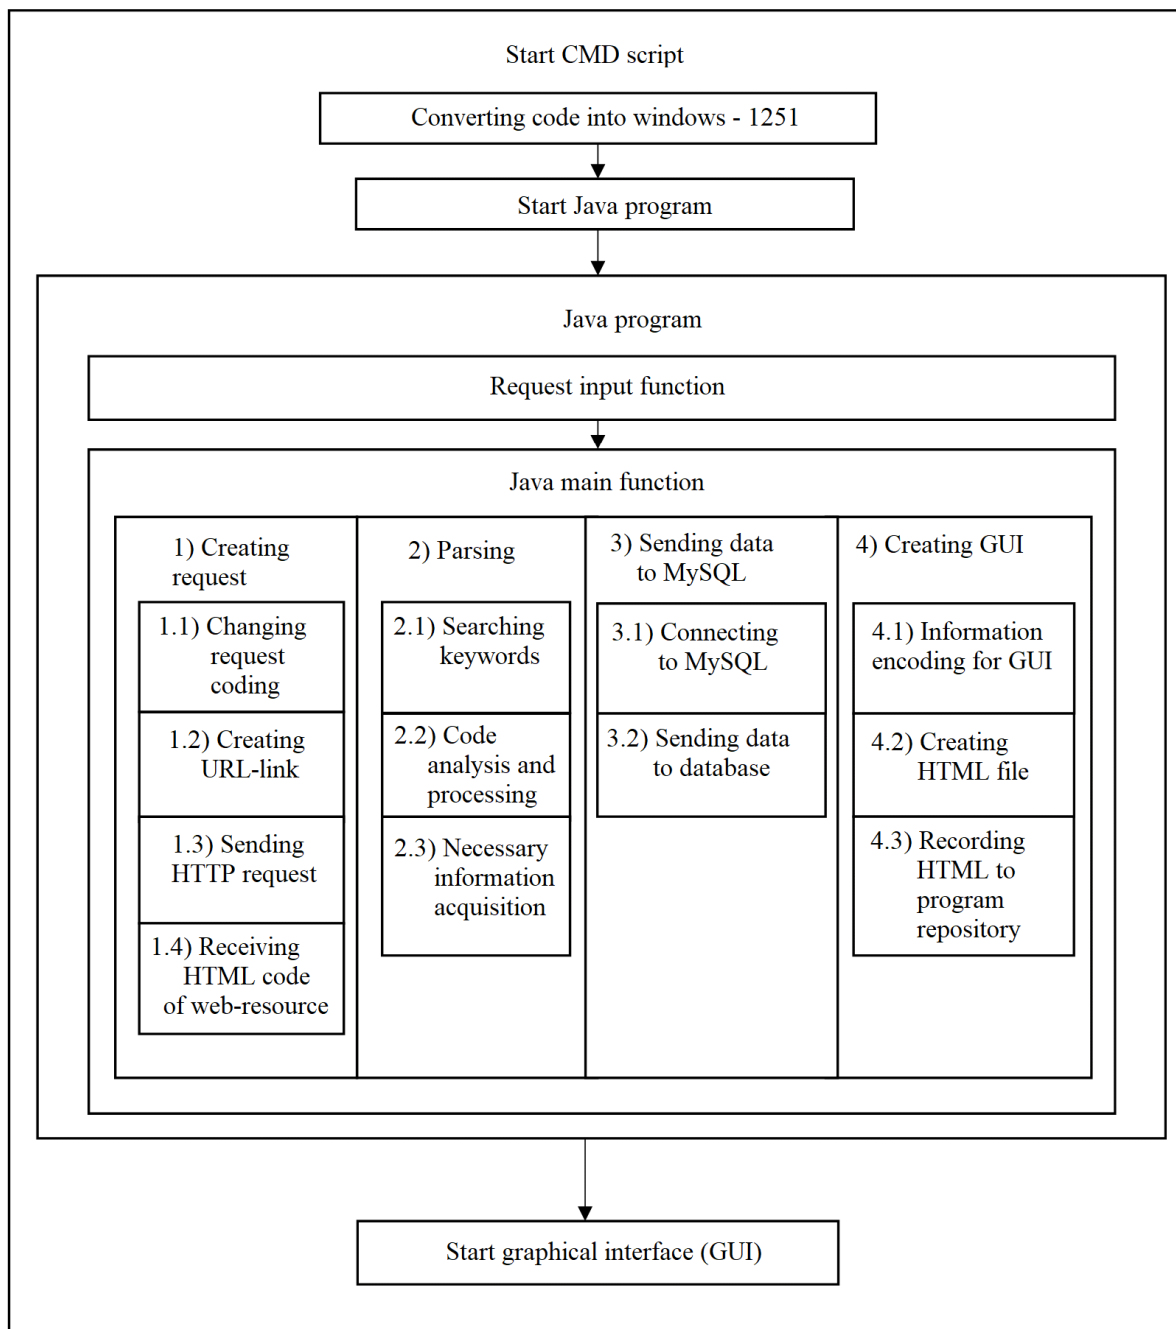 Start CMD script
Converting code into windows - 1251
Start Java program
Java program
Request input function
Java main function
1) Creating
request
1.1) Changing
request
coding
1.2) Creating
URL-link
1.3) Sending
HTTP request
1.4) Receiving
HTML code
of web-resource
2) Parsing
2.1) Searching
keywords
2.2) Code
analysis and
processing
2.3) Necessary
information
acquisition
3) Sending data
to MySQL
3.1) Connecting
to MySQL
3.2) Sending data
to database
4) Creating GUI
4.1) Information
encoding for GUI
4.2) Creating
HTML file
4.3) Recording
HTML to
program
repository
Start graphical interface (GUI)